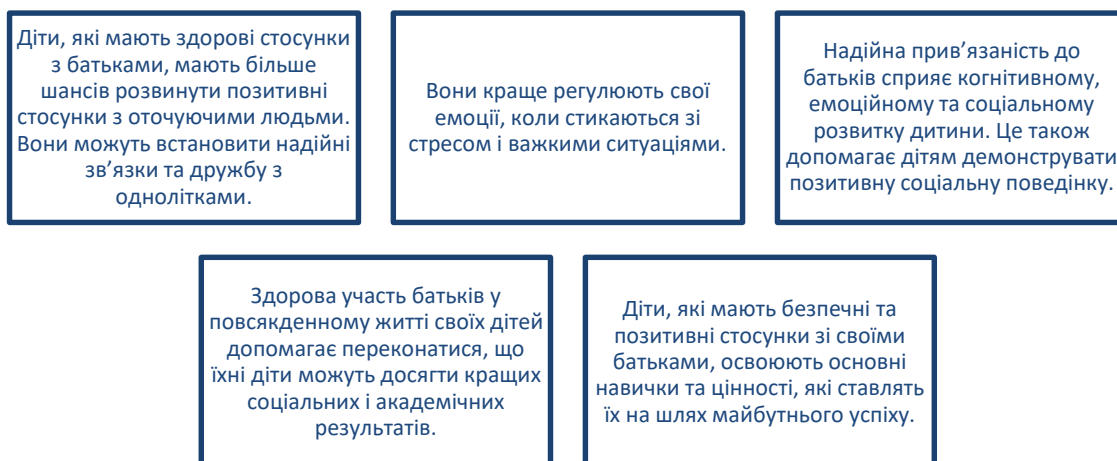 Діти, які мають здорові стосунки
з батьками, мають більше
шансів розвинути позитивні
стосунки з оточуючими людьми.
Вони можуть встановити надійні
зв’язки та дружбу з
однолітками.
Вони краще регулюють свої
емоції, коли стикаються зі
стресом і важкими ситуаціями.
Надійна прив’язаність до
батьків сприяє когнітивному,
емоційному та соціальному
розвитку дитини. Це також
допомагає дітям демонструвати
позитивну соціальну поведінку.
Здорова участь батьків у
повсякденному житті своїх дітей
допомагає переконатися, що
їхні діти можуть досягти кращих
соціальних і академічних
результатів.
Діти, які мають безпечні та
позитивні стосунки зі своїми
батьками, освоюють основні
навички та цінності, які ставлять
їх на шлях майбутнього успіху.